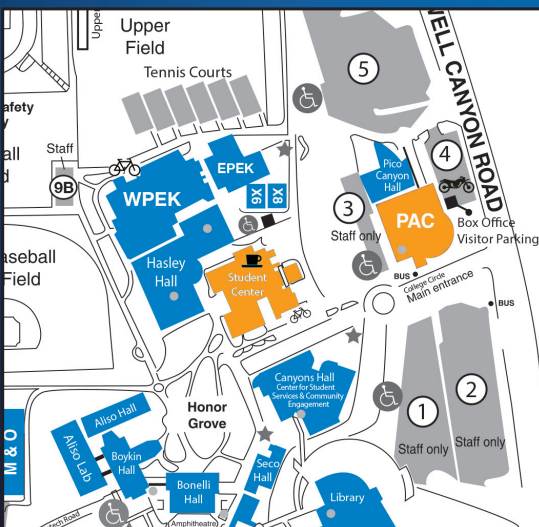 Upper
Field
Upper
Tennis Courts
5
WELL CANYON ROAD
afety
y
all
d
Staff
9B
EPEK
WPEK
X6
X8
Pico
Canyon
Hall
4
3
Staff only
PAC
Box Office
Visitor Parking
aseball
Field
Hasley
Hall
Student
Center
BUS
College Circle
Main entrance
BUS
Canyons Hall
Center for Student
Services & Community
Engagement
1
2
Staff only
Staff only
Honor
Grove
M & O
Aliso Hall
Aliso Lab
Boykin
Hall
Bonelli
Hall
Seco
Hall
Library
ech Road
Amphitheatre